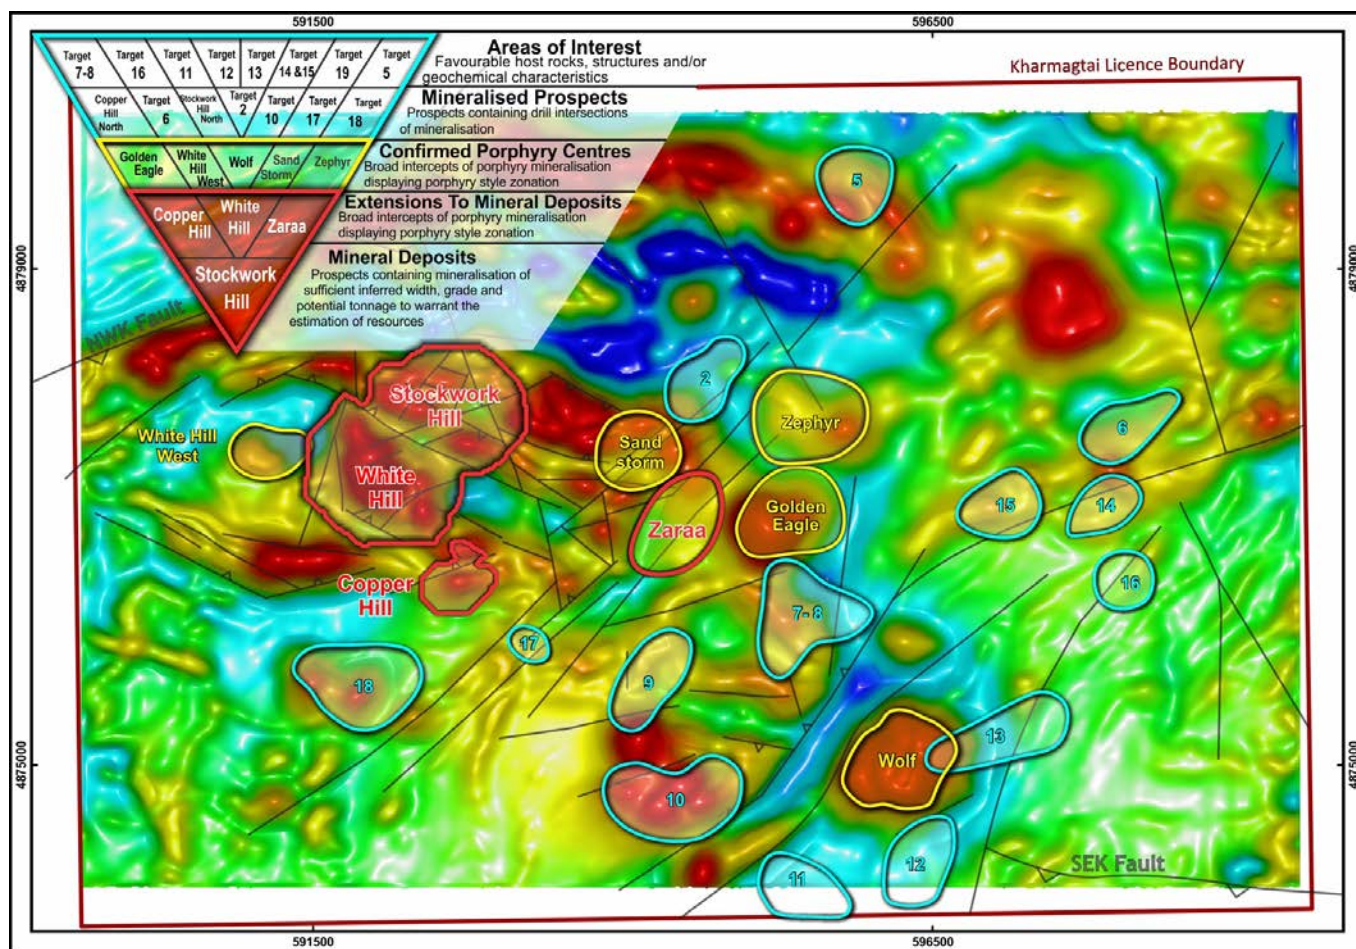 591500
596500
Target
7-8
Target
16
Target
11
Target
12
Target
13
Target
14 &15
Target
19
Target
5
Areas of Interest
Favourable host rocks, structures and/or
geochemical characteristics
Kharmagtai Licence Boundary
Copper
Hill
North
Target
6
Stockwork
Hill
North
Target
2
Target
10
Target
17
Target
18
Mineralised Prospects
Prospects containing drill intersections
of mineralisation
Golden
Eagle
White
Hill
West
Wolf
Sand
Storm
Zephyr
Confirmed Porphyry Centres
Broad intercepts of porphyry mineralisation
displaying porphyry style zonation
Copper
Hill
White
Hill
Zaraa
Extensions To Mineral Deposits
Broad intercepts of porphyry mineralisation
displaying porphyry style zonation
Stockwork
Hill
Mineral Deposits
Prospects containing mineralisation of
sufficient inferred width, grade and
potential tonnage to warrant the
estimation of resources
4879000
4879000
NWK Fault
5
2
Stockwork
Hill
Zephyr
6
White Hill
West
Sand
storm
White
Hill
Zaraa
Golden
Eagle
15
14
Copper
Hill
16
7- 8
17
18
9
13
Wolf
10
4875000
4875000
11
12
SEK Fault
591500
596500